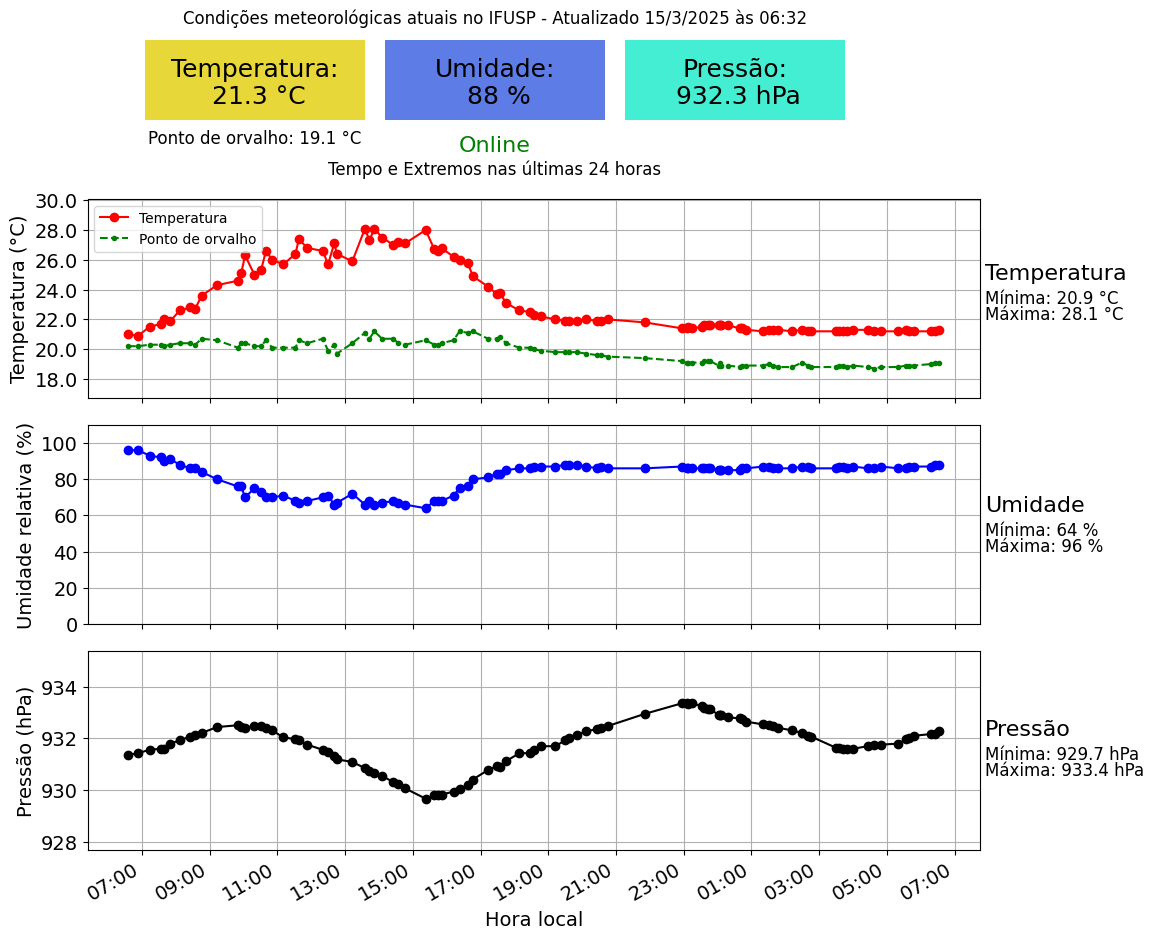 Condições meteorológicas atuais no IFUSP - Atualizado 15/3/2025 às 06:32
Temperatura:
21.3 °C
Umidade:
88 %
Pressão:
932.3 hPa
Ponto de orvalho: 19.1 °C
Online
Tempo e Extremos nas últimas 24 horas
Temperatura (°C)
30.0
28.0
26.0
24.0
22.0
20.0
18.0
Temperatura
Ponto de orvalho
Temperatura
Mínima: 20.9 °C
Máxima: 28.1 °C
Umidade relativa (%)
100
80
60
40
20
0
Umidade
Mínima: 64 %
Máxima: 96 %
Pressão (hPa)
934
932
930
928
Pressão
Mínima: 929.7 hPa
Máxima: 933.4 hPa
07:00 09:00 11:00 13:00 15:00 17:00 19:00 21:00 23:00 01:00 03:00 05:00 07:00
Hora local